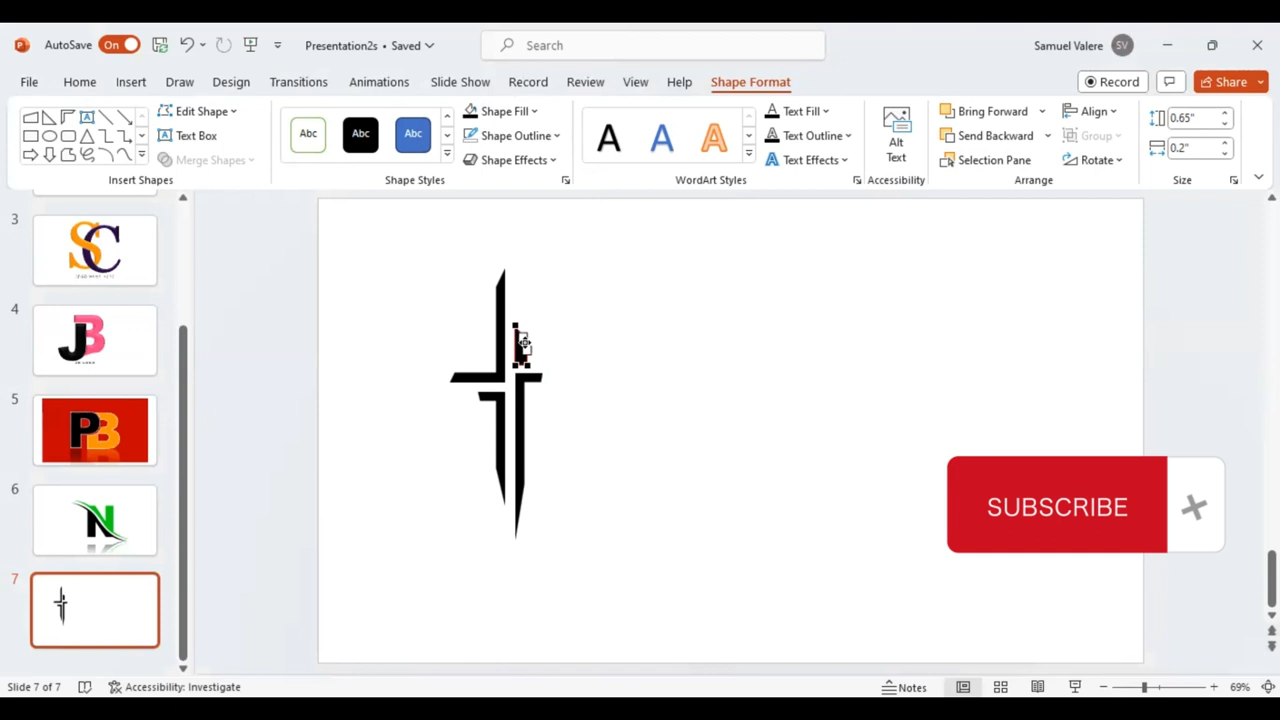 AutoSave On Presentation2s • Saved Search Samuel Valere SV
File Home Insert Draw Design Transitions Animations Slide Show Record Review View Help Shape Format Record Share
Edit Shape
Text Box
Merge Shapes
Insert Shapes
Abc Abc Abc
Shape Fill
Shape Outline
Shape Effects
Shape Styles
A A A
Text Fill
Text Outline
Text Effects
WordArt Styles
Alt
Text
Accessibility
Bring Forward
Send Backward
Selection Pane
Align
Group
Rotate
Arrange
0.65"
0.2"
Size
3
SC
4
JB
5
PB
6
N
7
SUBSCRIBE
Slide 7 of 7 Accessibility: Investigate Notes 69%